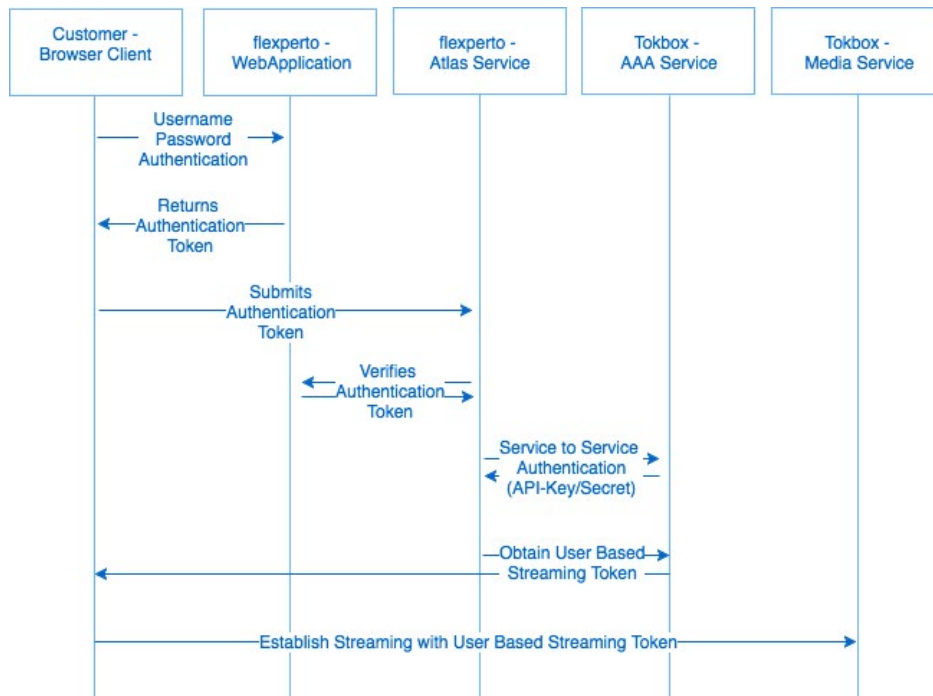 Customer -
Browser Client
flexperto -
WebApplication
flexperto -
Atlas Service
Tokbox -
AAA Service
Tokbox -
Media Service
Username
Password
Authentication
Returns
Authentication
Token
Submits
Authentication
Token
Verifies
Authentication
Token
Service to Service
Authentication
(API-Key/Secret)
Obtain User Based
Streaming Token
Establish Streaming with User Based Streaming Token